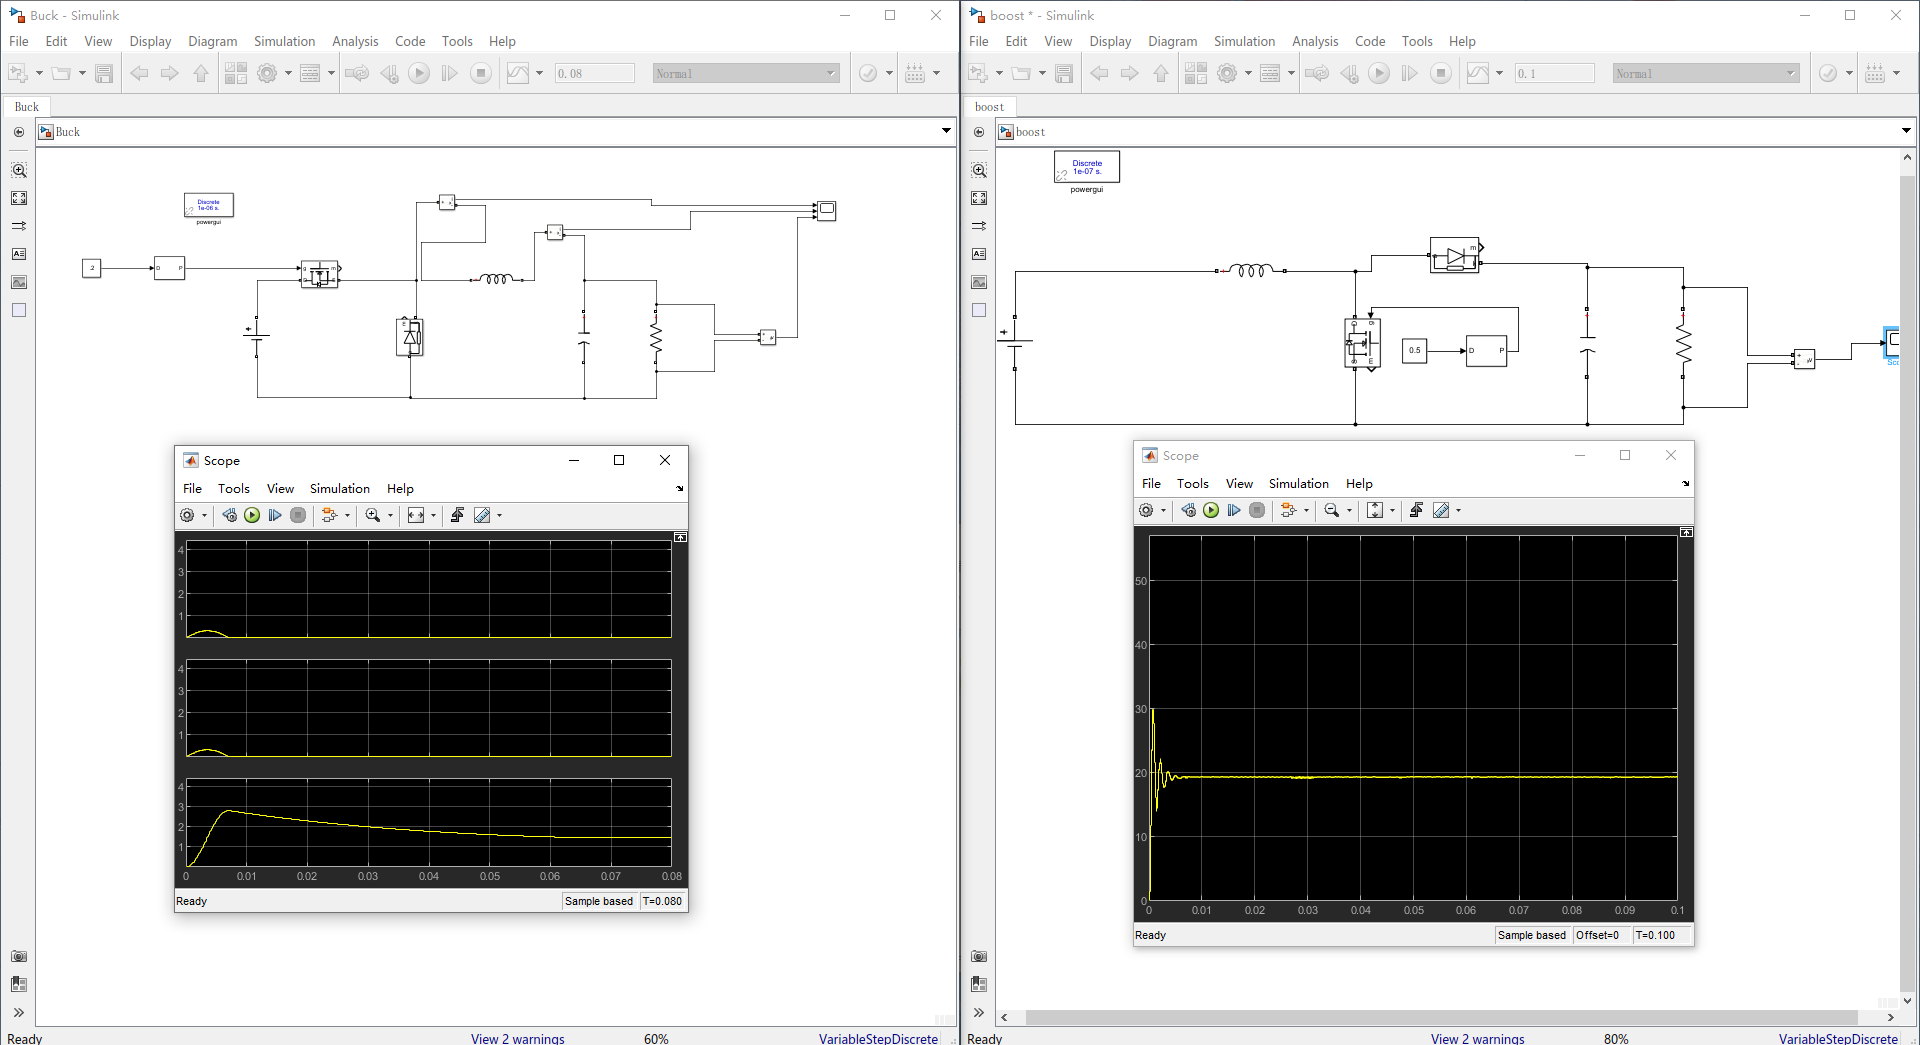 Buck - Simulink
File Edit View Display Diagram Simulation Analysis Code Tools Help
0.08 Normal
Buck
Buck
Discrete
1e-06 s.
powergui
.2
D P
g m
Scope
File Tools View Simulation Help
4
3
2
1
4
3
2
1
4
3
2
1
0 0.01 0.02 0.03 0.04 0.05 0.06 0.07 0.08
Ready Sample based T=0.080
Ready View 2 warnings 60% VariableStepDiscrete
boost * - Simulink
File Edit View Display Diagram Simulation Analysis Code Tools Help
0.1 Normal
boost
boost
Discrete
1e-07 s.
powergui
m
0.5
D P
Sco
Scope
File Tools View Simulation Help
50
40
30
20
10
0
0 0.01 0.02 0.03 0.04 0.05 0.06 0.07 0.08 0.09 0.1
Ready Sample based Offset=0 T=0.100
Ready View 2 warnings 80% VariableStepDiscrete